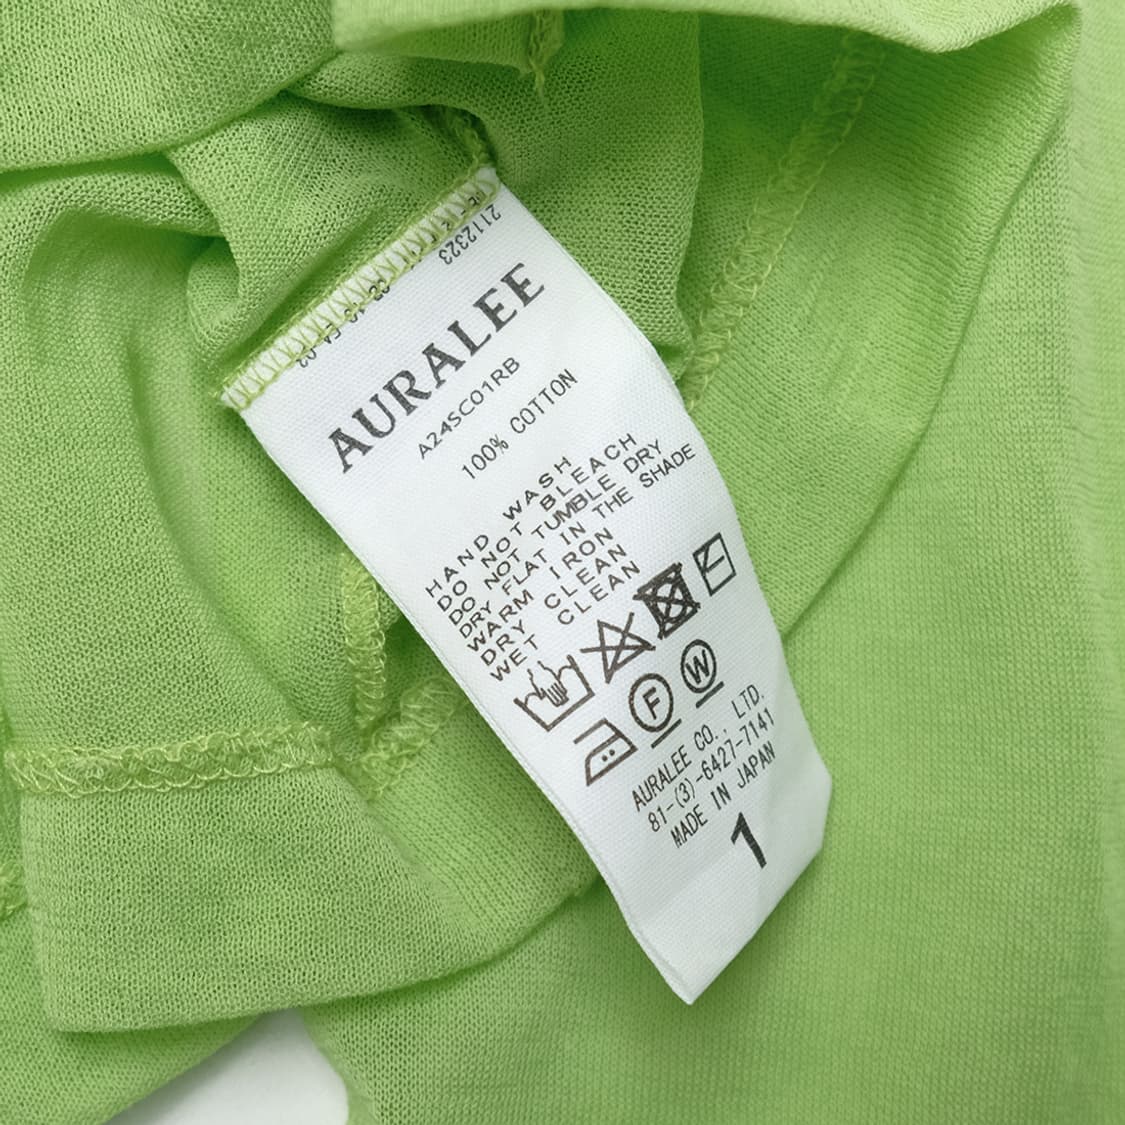 2112323
AURALEE
A24SC01RB
100% COTTON
HAND WASH
DO NOT BLEACH
DO NOT TUMBLE DRY
DRY FLAT IN THE SHADE
WARM IRON
DRY CLEAN
WET CLEAN
F W
AURALEE CO., LTD.
81-(3)-6427-7141
MADE IN JAPAN
1